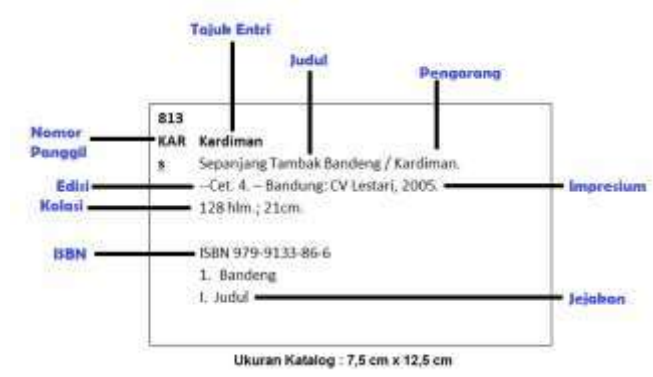 Tajuk Entri
Judul
Pengarang
813
Nomor Panggil
KAR Kardiman
s Sepanjang Tambak Bandeng / Kardiman.
Edisi
--Cet. 4. – Bandung: CV Lestari, 2005.
Impresium
Kolasi
128 hlm.; 21cm.
ISBN
ISBN 979-9133-86-6
1. Bandeng
I. Judul
Jejakan
Ukuran Katalog : 7,5 cm x 12,5 cm